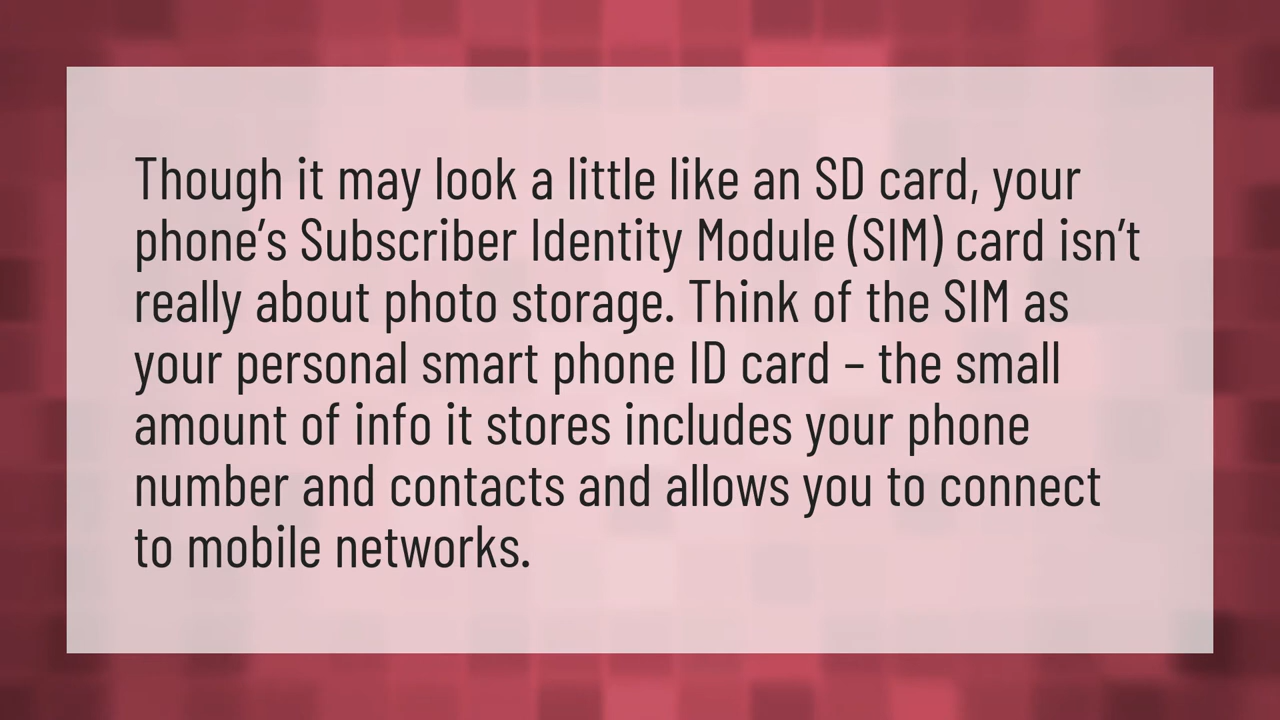 Though it may look a little like an SD card, your
phone’s Subscriber Identity Module (SIM) card isn’t
really about photo storage. Think of the SIM as
your personal smart phone ID card – the small
amount of info it stores includes your phone
number and contacts and allows you to connect
to mobile networks.